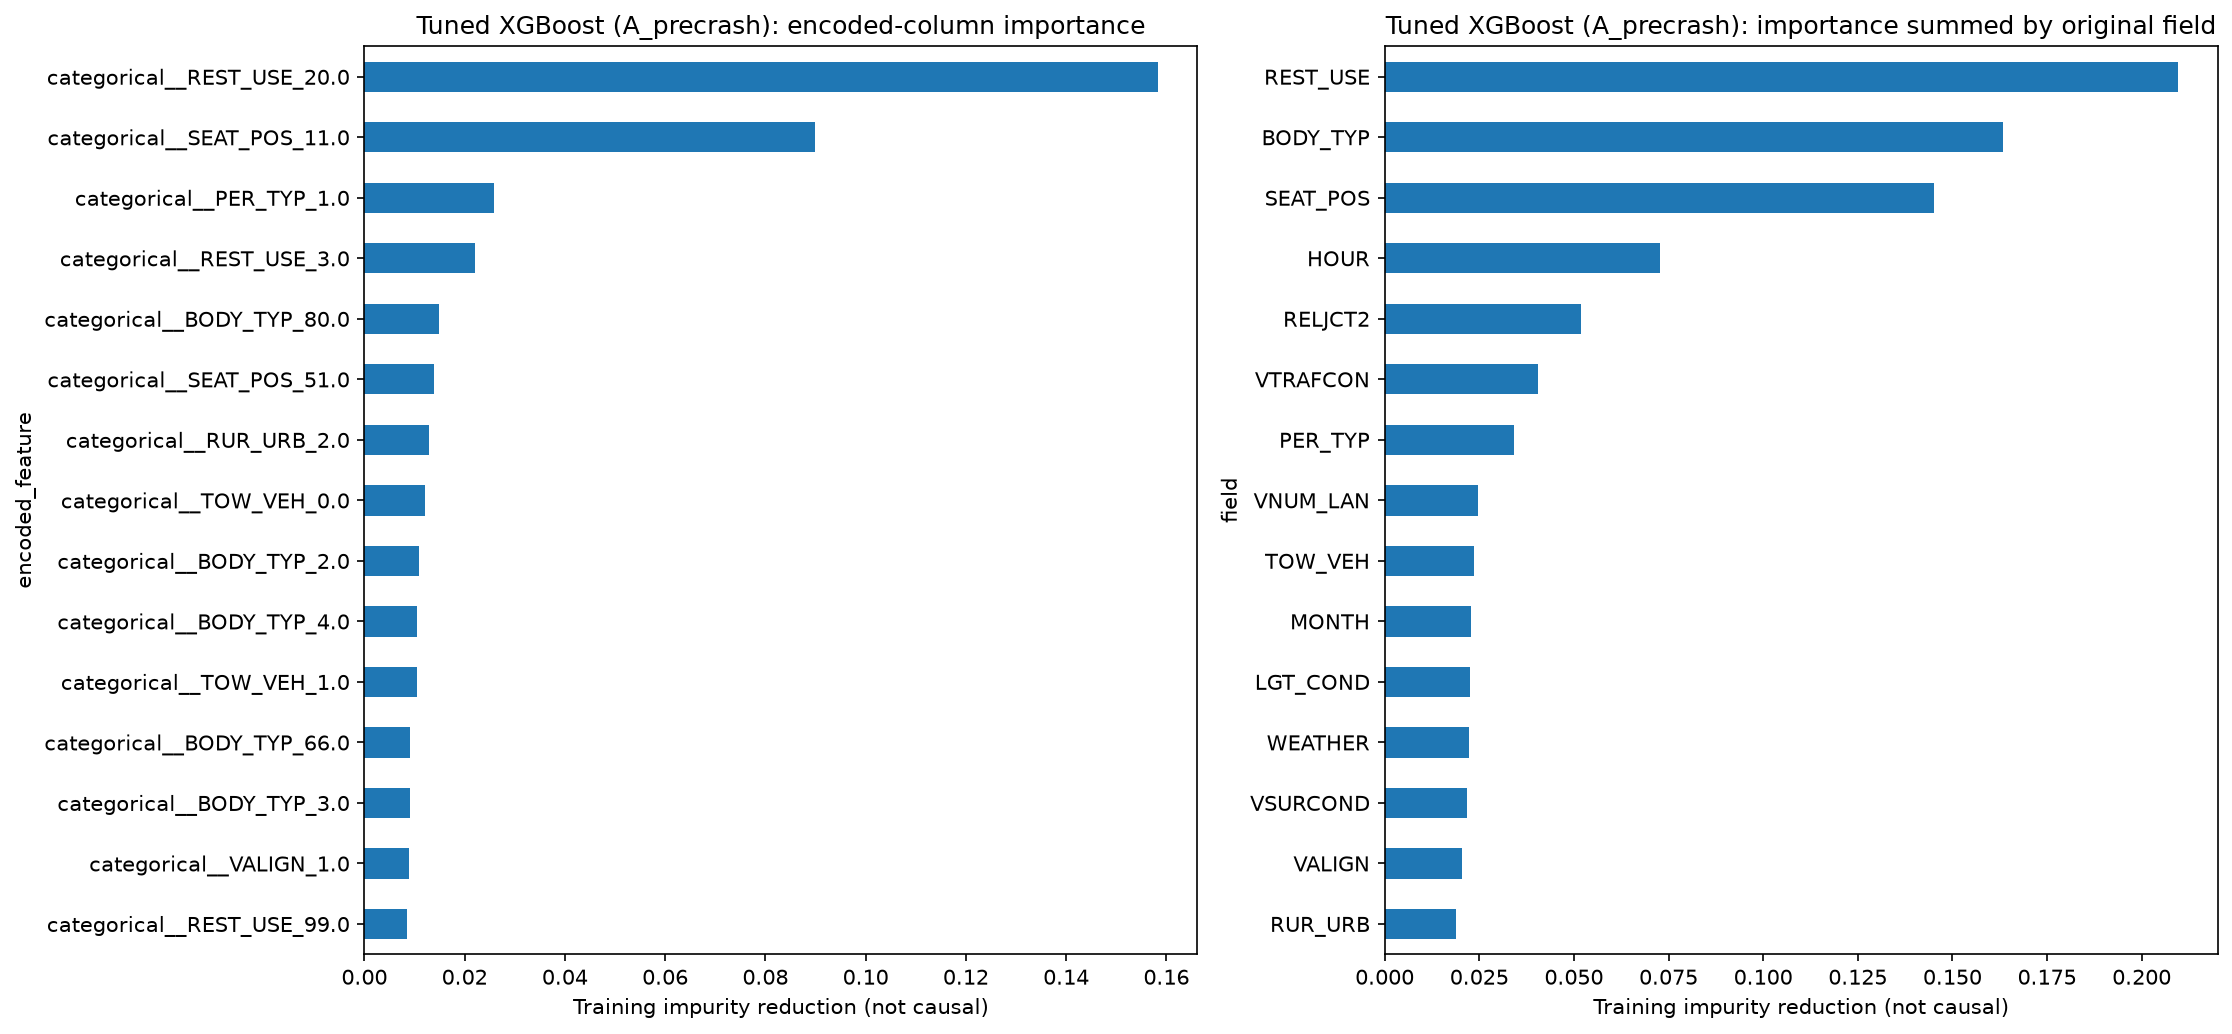 Tuned XGBoost (A_precrash): encoded-column importance
encoded_feature
categorical__REST_USE_20.0
categorical__SEAT_POS_11.0
categorical__PER_TYP_1.0
categorical__REST_USE_3.0
categorical__BODY_TYP_80.0
categorical__SEAT_POS_51.0
categorical__RUR_URB_2.0
categorical__TOW_VEH_0.0
categorical__BODY_TYP_2.0
categorical__BODY_TYP_4.0
categorical__TOW_VEH_1.0
categorical__BODY_TYP_66.0
categorical__BODY_TYP_3.0
categorical__VALIGN_1.0
categorical__REST_USE_99.0
0.00 0.02 0.04 0.06 0.08 0.10 0.12 0.14 0.16
Training impurity reduction (not causal)
Tuned XGBoost (A_precrash): importance summed by original field
field
REST_USE
BODY_TYP
SEAT_POS
HOUR
RELJCT2
VTRAFCON
PER_TYP
VNUM_LAN
TOW_VEH
MONTH
LGT_COND
WEATHER
VSURCOND
VALIGN
RUR_URB
0.000 0.025 0.050 0.075 0.100 0.125 0.150 0.175 0.200
Training impurity reduction (not causal)